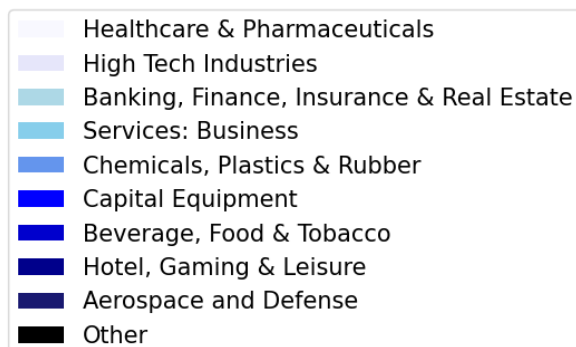 Healthcare & Pharmaceuticals
High Tech Industries
Banking, Finance, Insurance & Real Estate
Services: Business
Chemicals, Plastics & Rubber
Capital Equipment
Beverage, Food & Tobacco
Hotel, Gaming & Leisure
Aerospace and Defense
Other